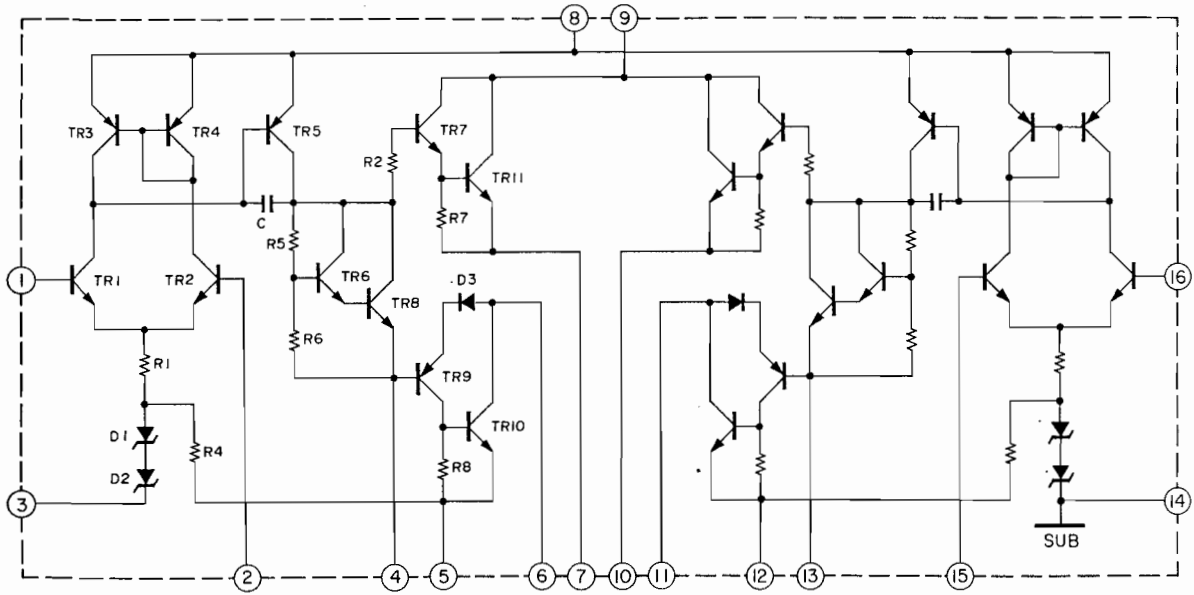 8 9
TR3 TR4 TR5 TR7
R2 TR11
C R5 R7
1 TR1 TR2 TR6 TR8 D3 16
R1 R6 TR9
D1 R4 TR10
D2 R8
3 14
SUB
2 4 5 6 7 10 11 12 13 15